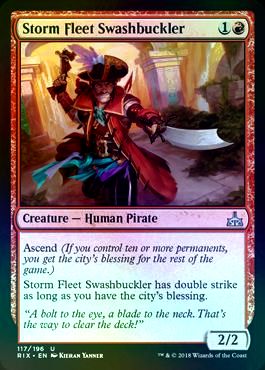 Storm Fleet Swashbuckler 1
Creature — Human Pirate
Ascend (If you control ten or more permanents,
you get the city's blessing for the rest of the
game.)
Storm Fleet Swashbuckler has double strike
as long as you have the city's blessing.
"A bolt to the eye, a blade to the neck. That's
the way to clear the deck!"
2/2
117/196 U
RIX • EN KIERAN YANNER
™ & © 2018 Wizards of the Coast